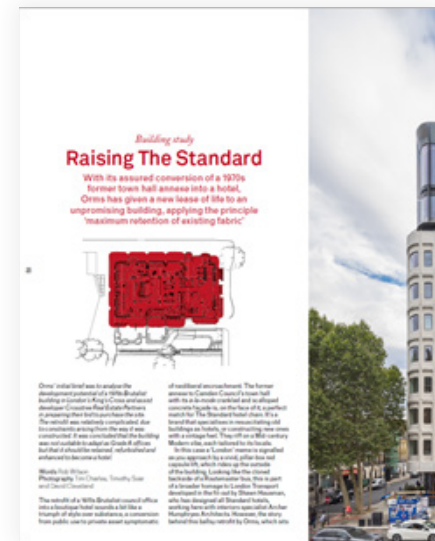 Building study
Raising The Standard
With its assured conversion of a 1970s
former town hall annexe into a hotel,
Orms has given a new lease of life to an
unpromising building, applying the principle
‘maximum retention of existing fabric’
Orms’ initial brief was to analyse the
development potential of a 1970s Brutalist
building in London’s King’s Cross and assist
developer Crosstree Real Estate Partners
in preparing their bid to purchase the site.
The retrofit was relatively complicated, due
to constraints arising from the way it was
constructed. It was concluded that the building
was not suitable to adapt as Grade A offices
but that it should be retained, refurbished and
enhanced to become a hotel.
Words Rob Wilson
Photography Tim Charles, Timothy Soar
and David Cleveland
The retrofit of a 1970s Brutalist council office
into a boutique hotel sounds a bit like a
triumph of style over substance, a conversion
from public use to private asset symptomatic
of neoliberal encroachment. The former
annexe to Camden Council’s town hall
with its à-la-mode crankled and scalloped
concrete façade is, on the face of it, a perfect
match for The Standard hotel chain. It’s a
brand that specialises in resuscitating old
buildings as hotels, or constructing new ones
with a vintage feel. They riff on a Mid-century
Modern vibe, each tailored to its locale.
In this case a ‘London’ meme is signalled
as you approach by a vivid, pillar-box red
capsule lift, which rides up the outside
of the building. Looking like the cloned
backside of a Routemaster bus, this is part
of a broader homage to London Transport
developed in the fit-out by Shawn Hausman,
who has designed all Standard hotels,
working here with interiors specialist Archer
Humphryes Architects. However, the story
behind this ballsy retrofit by Orms, which sits